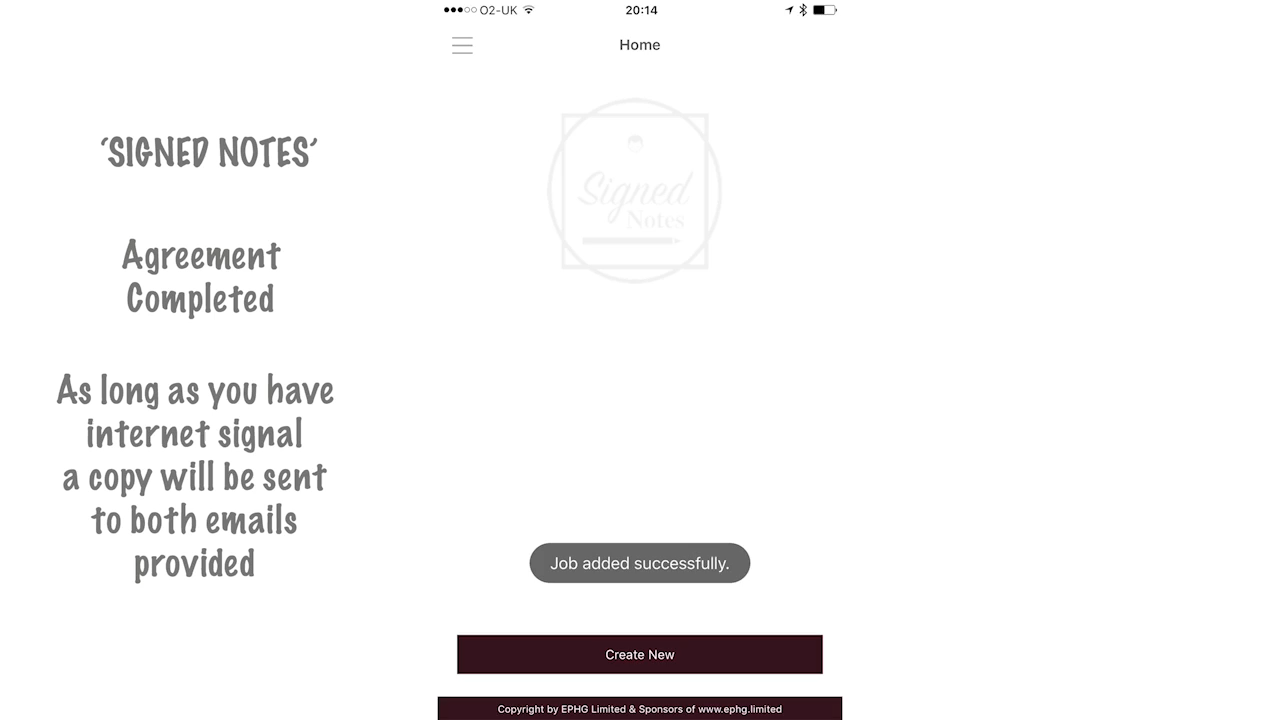 ‘SIGNED NOTES’
Agreement
Completed
As long as you have
internet signal
a copy will be sent
to both emails
provided
O2-UK
20:14
Home
Signed
Notes
Job added successfully.
Create New
Copyright by EPHG Limited & Sponsors of www.ephg.limited